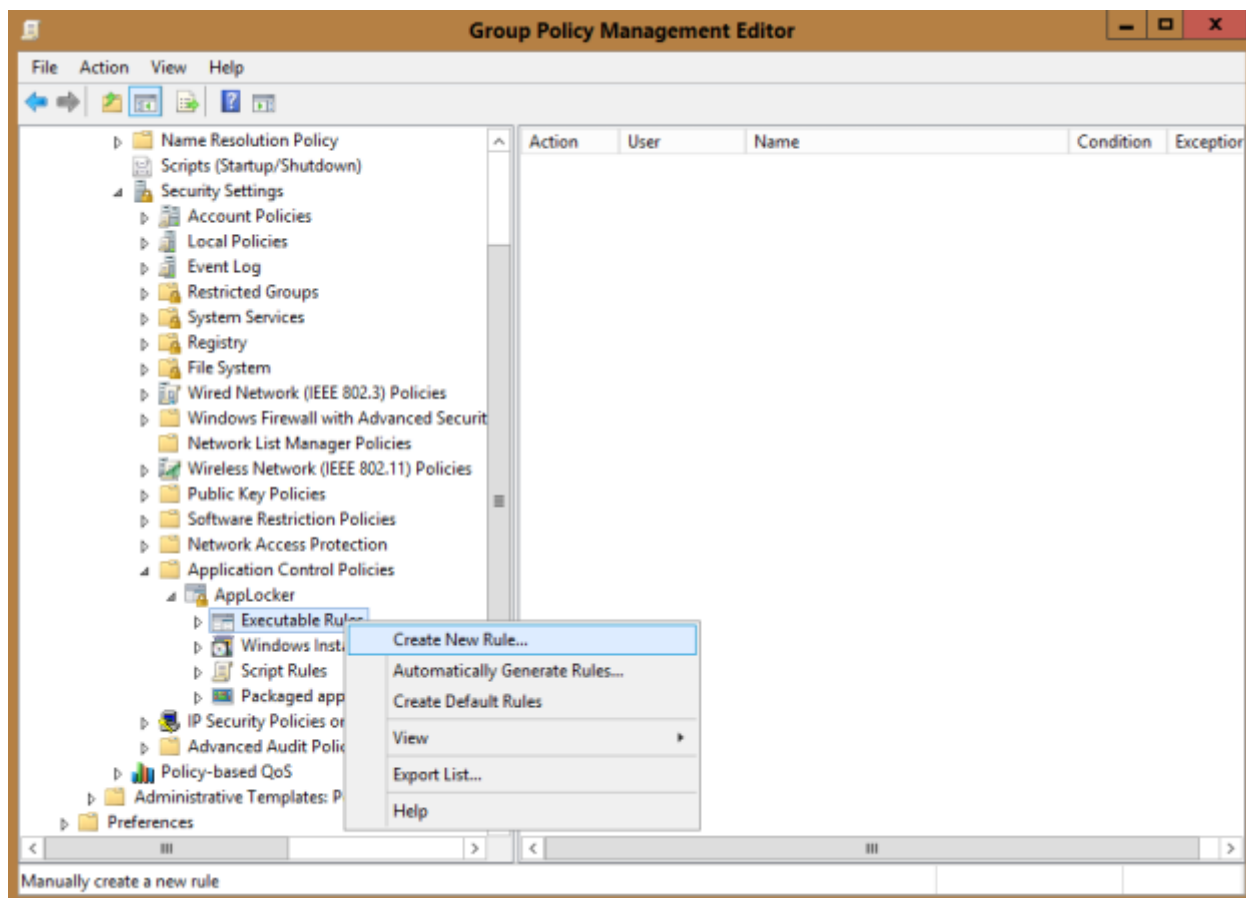 Group Policy Management Editor
File Action View Help
Name Resolution Policy
Scripts (Startup/Shutdown)
Security Settings
Account Policies
Local Policies
Event Log
Restricted Groups
System Services
Registry
File System
Wired Network (IEEE 802.3) Policies
Windows Firewall with Advanced Securit
Network List Manager Policies
Wireless Network (IEEE 802.11) Policies
Public Key Policies
Software Restriction Policies
Network Access Protection
Application Control Policies
AppLocker
Executable Rules
Windows Insta
Script Rules
Packaged app
IP Security Policies or
Advanced Audit Polic
Policy-based QoS
Administrative Templates: P
Preferences
Action User Name Condition Exception
Create New Rule...
Automatically Generate Rules...
Create Default Rules
View
Export List...
Help
Manually create a new rule